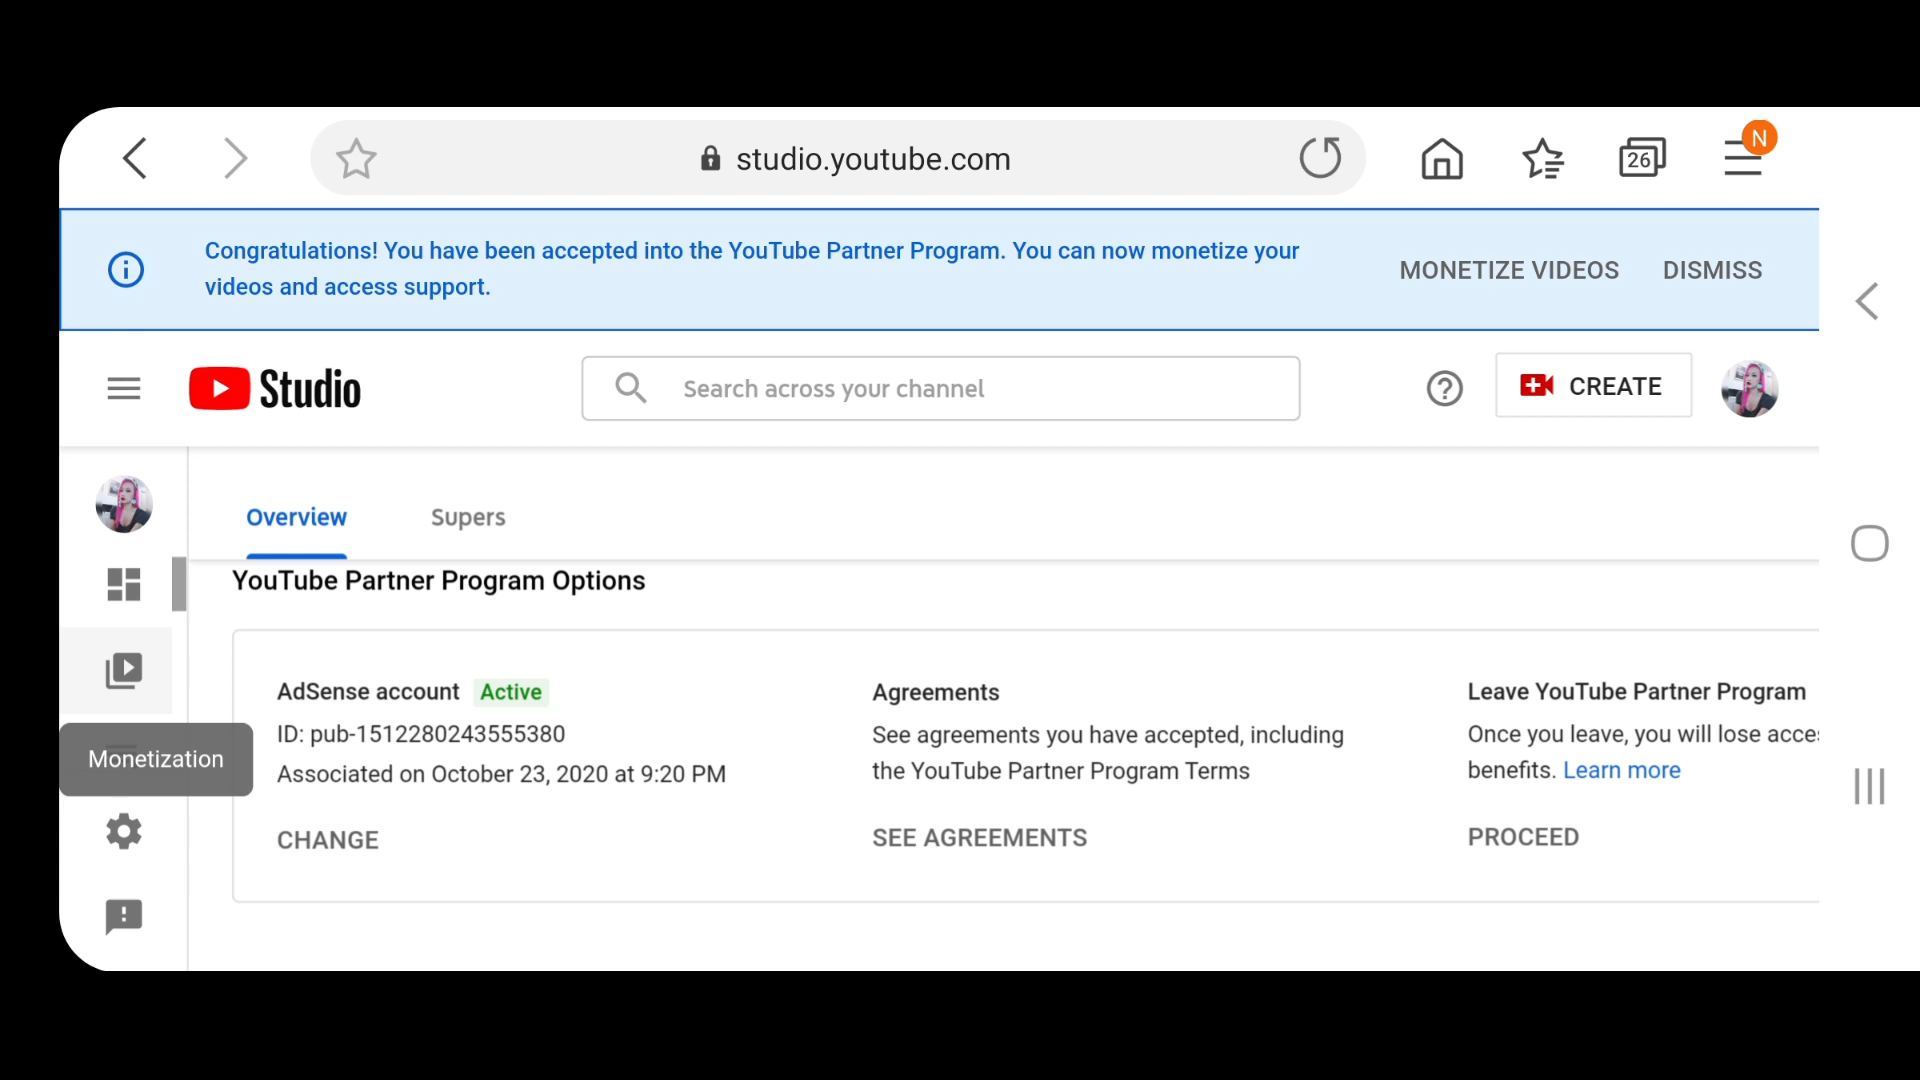 studio.youtube.com
26
N
Congratulations! You have been accepted into the YouTube Partner Program. You can now monetize your
videos and access support.
MONETIZE VIDEOS
DISMISS
Studio
Search across your channel
CREATE
Overview
Supers
YouTube Partner Program Options
AdSense account Active
ID: pub-1512280243555380
Associated on October 23, 2020 at 9:20 PM
CHANGE
Agreements
See agreements you have accepted, including
the YouTube Partner Program Terms
SEE AGREEMENTS
Leave YouTube Partner Program
Once you leave, you will lose acce
benefits. Learn more
PROCEED
Monetization